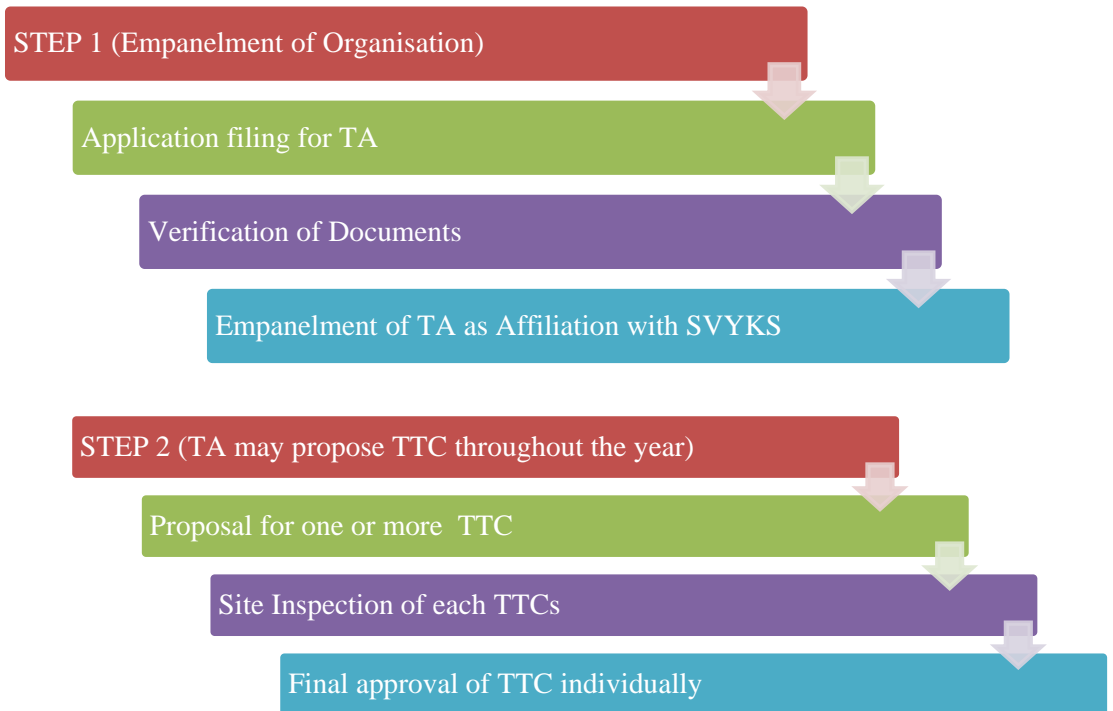 STEP 1 (Empanelment of Organisation)
Application filing for TA
Verification of Documents
Empanelment of TA as Affiliation with SVYKS
STEP 2 (TA may propose TTC throughout the year)
Proposal for one or more TTC
Site Inspection of each TTCs
Final approval of TTC individually